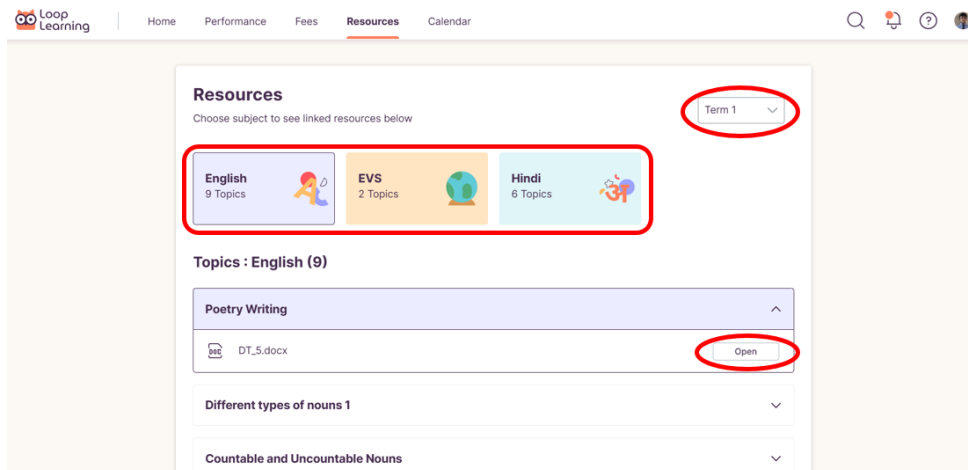 Loop Learning
Home Performance Fees Resources Calendar
Resources
Choose subject to see linked resources below
Term 1
English
9 Topics
EVS
2 Topics
Hindi
6 Topics
अ
Topics : English (9)
Poetry Writing
DOC
DT_5.docx
Open
Different types of nouns 1
Countable and Uncountable Nouns